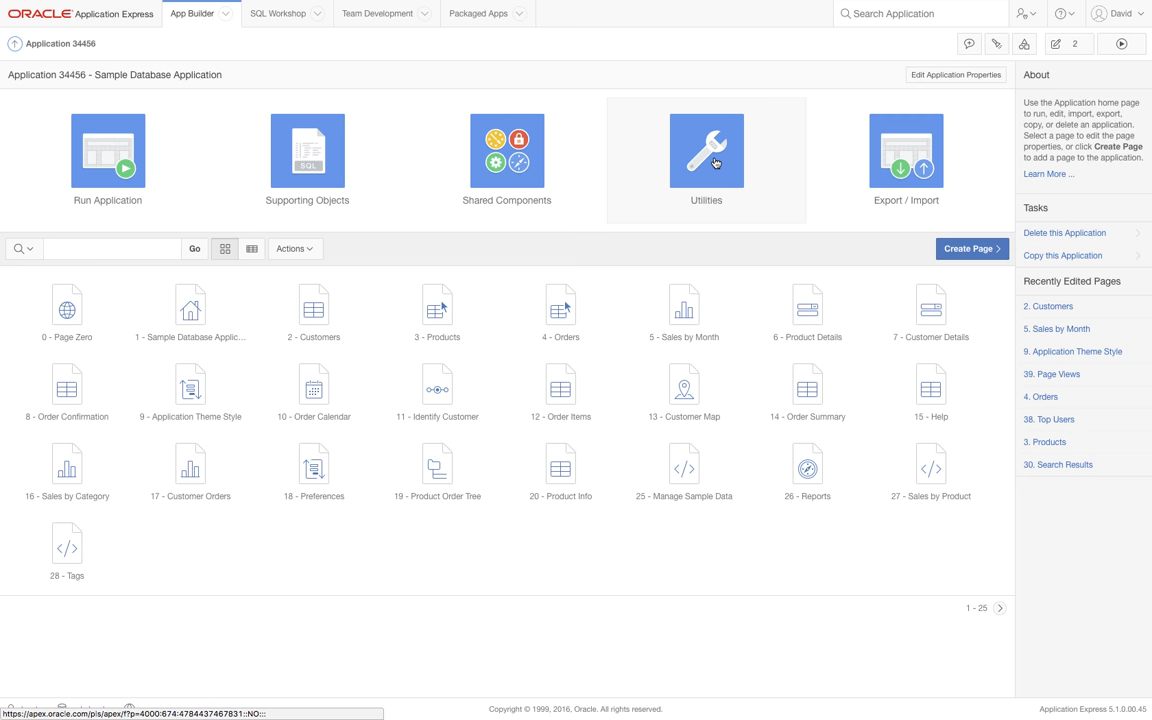 ORACLE Application Express
App Builder
SQL Workshop
Team Development
Packaged Apps
Search Application
David
Application 34456
2
Application 34456 - Sample Database Application
Edit Application Properties
Run Application
SQL
Supporting Objects
Shared Components
Utilities
Export / Import
Go
Actions
Create Page
0 - Page Zero
1 - Sample Database Applic...
2 - Customers
3 - Products
4 - Orders
5 - Sales by Month
6 - Product Details
7 - Customer Details
8 - Order Confirmation
9 - Application Theme Style
10 - Order Calendar
11 - Identify Customer
12 - Order Items
13 - Customer Map
14 - Order Summary
15 - Help
16 - Sales by Category
17 - Customer Orders
18 - Preferences
19 - Product Order Tree
20 - Product Info
25 - Manage Sample Data
26 - Reports
27 - Sales by Product
28 - Tags
1 - 25
About
Use the Application home page
to run, edit, import, export,
copy, or delete an application.
Select a page to edit the page
properties, or click Create Page
to add a page to the application.
Learn More ...
Tasks
Delete this Application
Copy this Application
Recently Edited Pages
2. Customers
5. Sales by Month
9. Application Theme Style
39. Page Views
4. Orders
38. Top Users
3. Products
30. Search Results
https://apex.oracle.com/pls/apex/f?p=4000:674:4784437467831::NO:::
Copyright © 1999, 2016, Oracle. All rights reserved.
Application Express 5.1.0.00.45